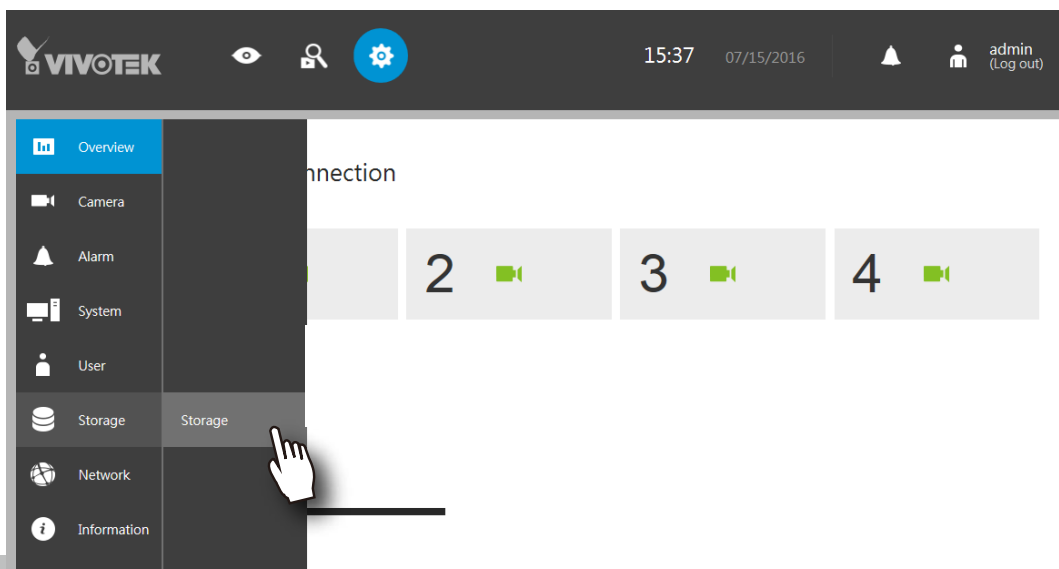 VIVOTEK
15:37 07/15/2016
admin
(Log out)
Overview
nnection
Camera
2
3
4
Alarm
System
User
Storage Storage
Network
Information